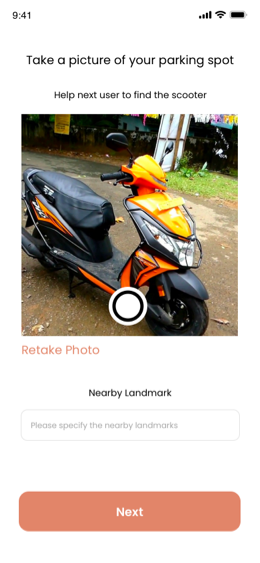 9:41
Take a picture of your parking spot
Help next user to find the scooter
Retake Photo
Nearby Landmark
Please specify the nearby landmarks
Next